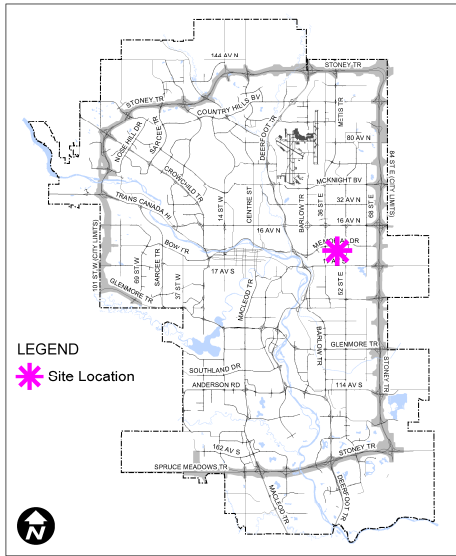 144 AV N
STONEY TR
STONEY TR
COUNTRY HILLS BV
METIS TR
NOSE HILL DR
SARCEE TR
DEERFOOT TR
80 AV N
84 ST E (CITY LIMITS)
CROWCHILD TR
MCKNIGHT BV
TRANS CANADA HI
14 ST W
CENTRE ST
BARLOW TR
36 ST E
32 AV N
68 ST E
16 AV N
16 AV N
MEMORIAL DR
BOW TR
101 ST W (CITY LIMITS)
69 ST W
SARCEE TR
37 ST W
17 AV S
52 ST E
GLENMORE TR
MACLEOD TR
BARLOW TR
GLENMORE TR
LEGEND
Site Location
SOUTHLAND DR
ANDERSON RD
114 AV S
STONEY TR
162 AV S
STONEY TR
SPRUCE MEADOWS TR
MACLEOD TR
DEERFOOT TR
N